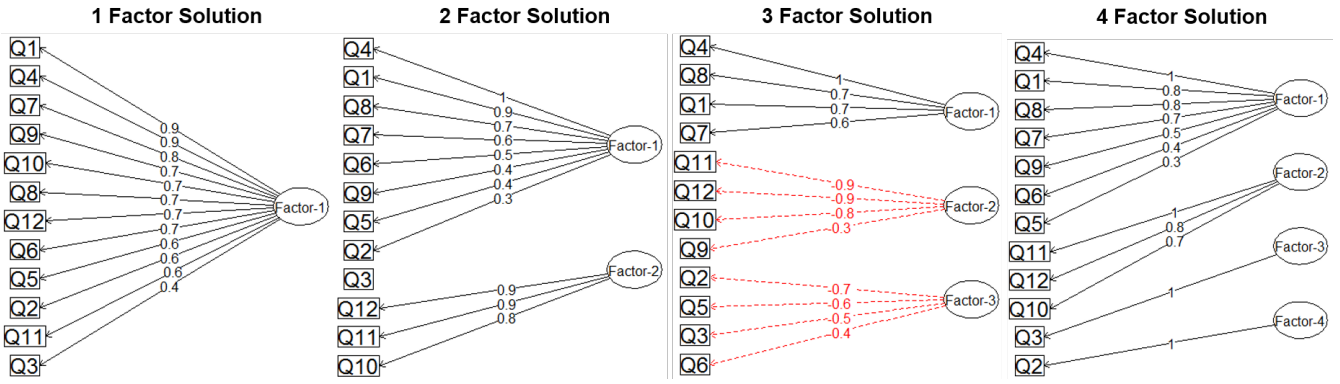 1 Factor Solution
Q1
Q4
Q7
Q9
Q10
Q8
Q12
Q6
Q5
Q2
Q11
Q3
0.9
0.9
0.8
0.7
0.7
0.7
0.7
0.7
0.6
0.6
0.6
0.4
Factor-1
2 Factor Solution
Q4
Q1
Q8
Q7
Q6
Q9
Q5
Q2
Q3
Q12
Q11
Q10
1
0.9
0.7
0.6
0.5
0.4
0.4
0.3
Factor-1
0.9
0.9
0.8
Factor-2
3 Factor Solution
Q4
Q8
Q1
Q7
Q11
Q12
Q10
Q9
Q2
Q5
Q3
Q6
1
0.7
0.7
0.6
Factor-1
-0.9
-0.9
-0.8
-0.3
Factor-2
-0.7
-0.6
-0.5
-0.4
Factor-3
4 Factor Solution
Q4
Q1
Q8
Q7
Q9
Q6
Q5
Q11
Q12
Q10
Q3
Q2
1
0.8
0.8
0.7
0.5
0.4
0.3
Factor-1
1
0.8
0.7
Factor-2
1
Factor-3
1
Factor-4